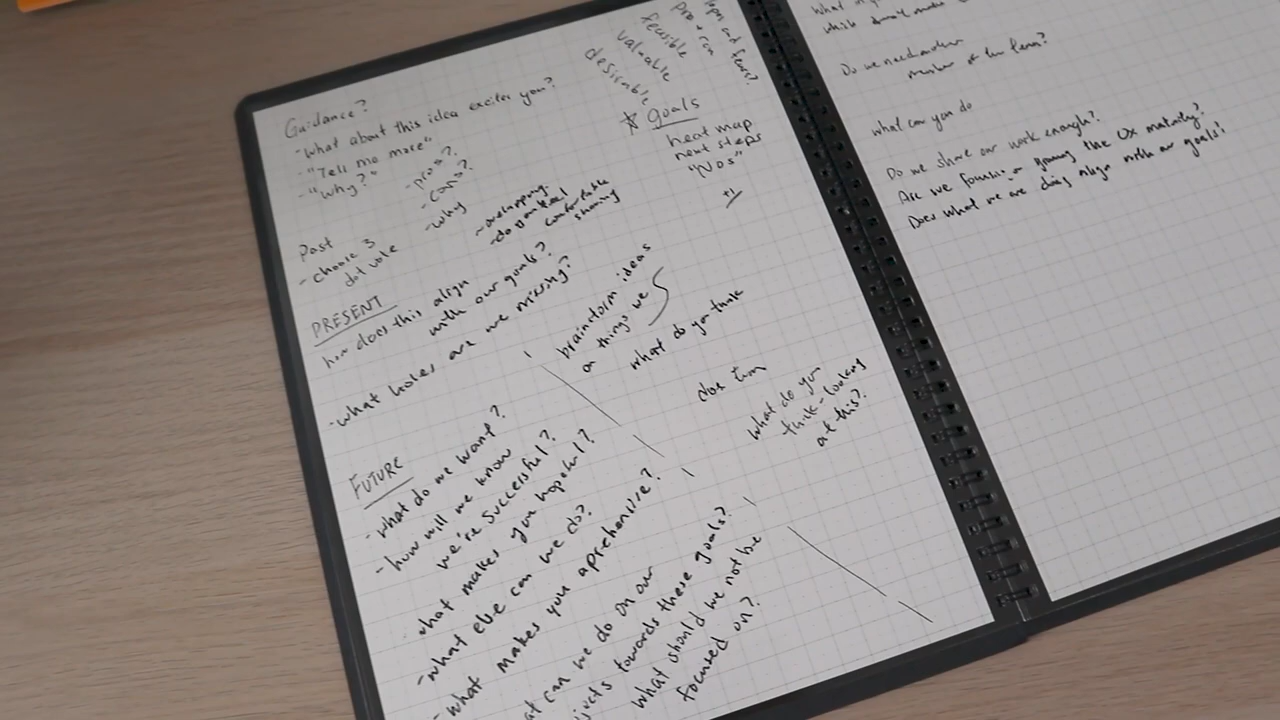 Guidance?
- What about this idea excites you?
- "Tell me more"
- "Why?"
- pros?
- cons?
- why
- overlapping
- do you feel
comfortable
sharing
Past
- choose 3
dot vote
PRESENT
how does this align
with our goals?
- what holes are we missing?
FUTURE
- what do we want?
- how will we know
we're successful?
- what makes you hopeful?
- what else can we do?
- what makes you aprehensive?
can we do on our
towards these goals?
what should we not be
focused on?
desirable
valuable
feasible
pro + con
and fears?
* goals
heat map
next steps
"Nos"
+1
brainstorm ideas
on things we
what do you think
what do you
think - looking
at this?
what
which
Do we need another
member of the team?
what can you do
Do we share our work enough?
Are we focusing on growing the UX maturity?
Does what we are doing align with our goals?